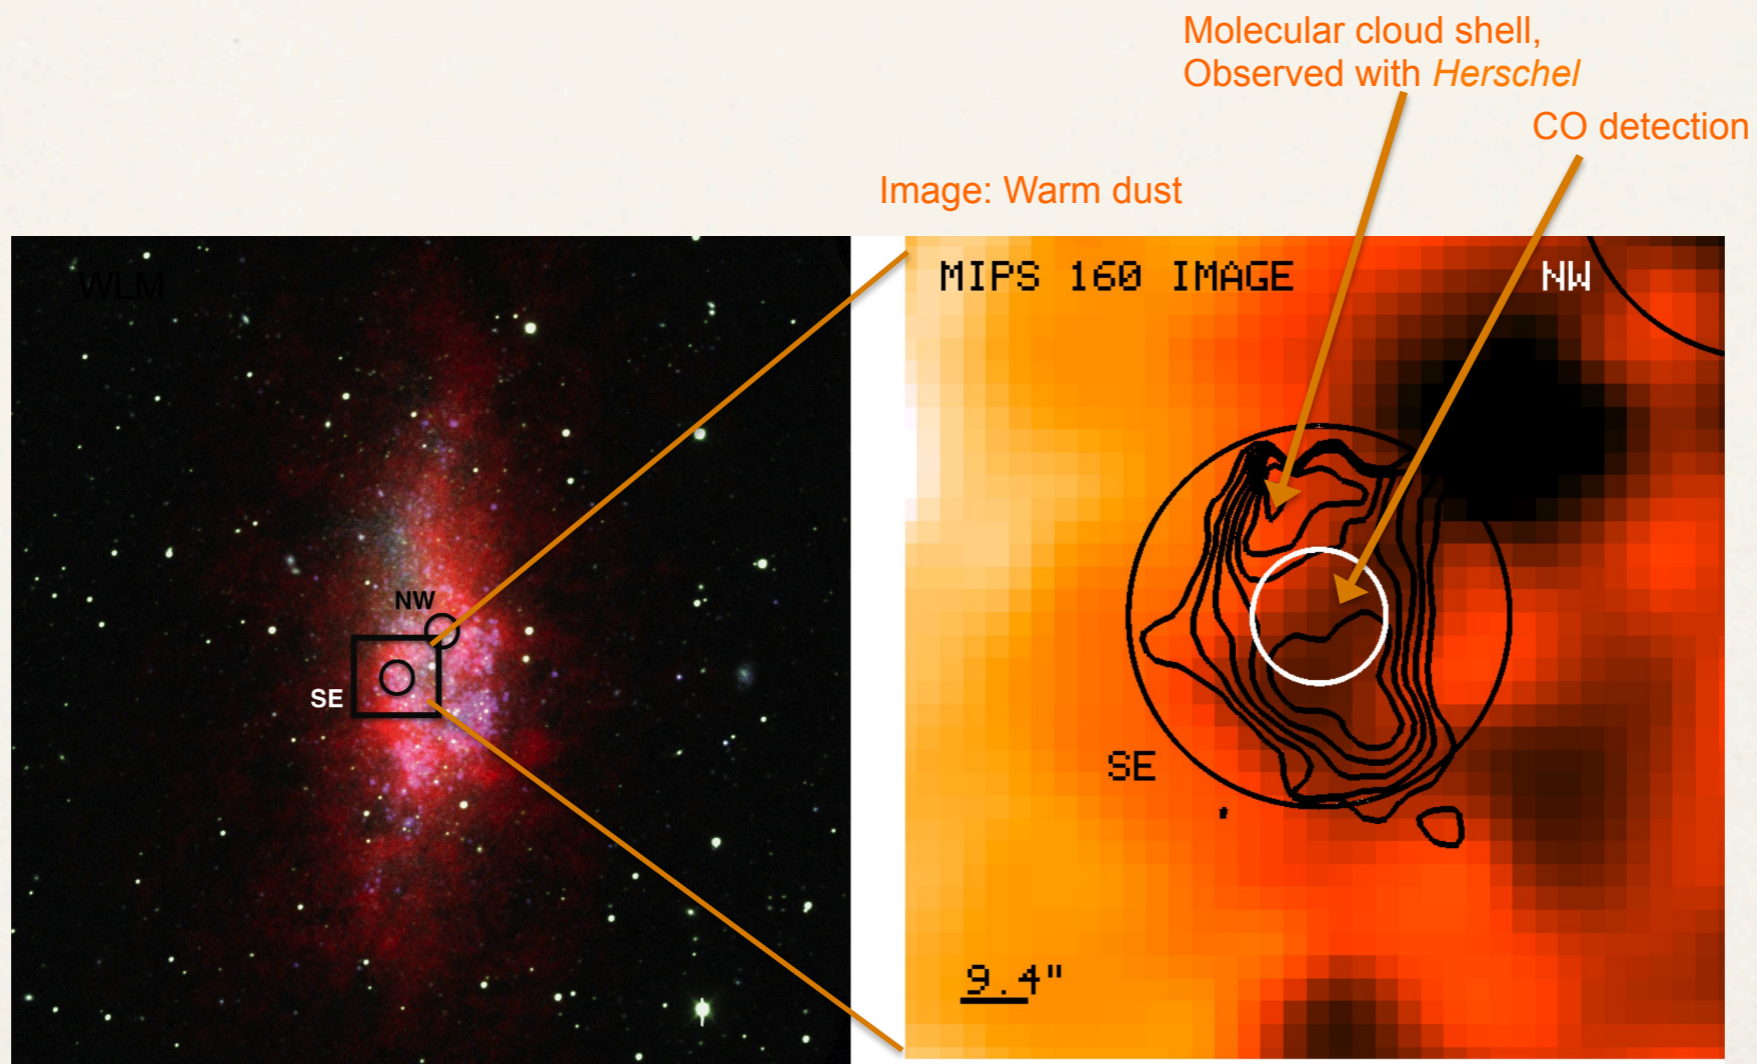 Molecular cloud shell,
Observed with Herschel
CO detection
Image: Warm dust
WLM
MIPS 160 IMAGE
NW
NW
SE
SE
9.4"